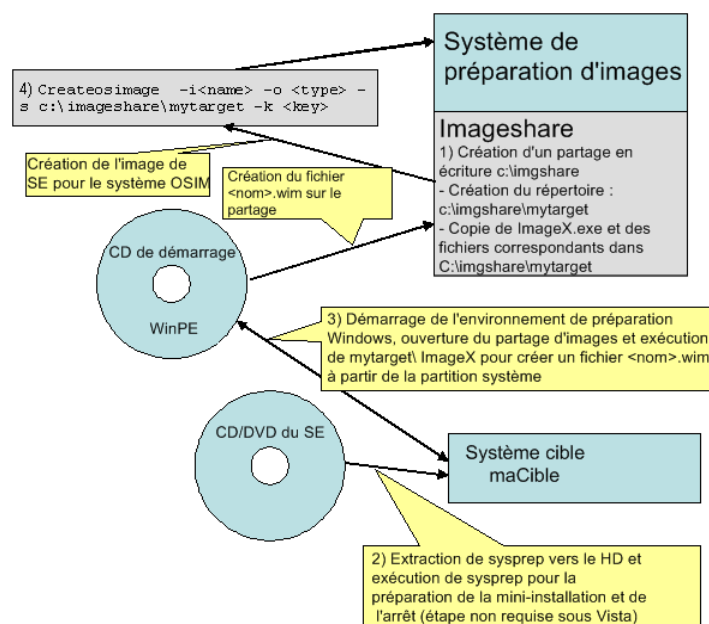 Système de
préparation d'images
4) Createosimage -i<name> -o <type> -
s c:\imageshare\mytarget -k <key>
Imageshare
1) Création d'un partage en
écriture c:\imgshare
- Création du répertoire :
c:\imgshare\mytarget
- Copie de ImageX.exe et des
fichiers correspondants dans
C:\imgshare\mytarget
Création de l'image de
SE pour le système OSIM
Création du fichier
<nom>.wim sur le
partage
CD de démarrage
WinPE
3) Démarrage de l'environnement de préparation
Windows, ouverture du partage d'images et exécution
de mytarget\ ImageX pour créer un fichier <nom>.wim
à partir de la partition système
CD/DVD du SE
Système cible
maCible
2) Extraction de sysprep vers le HD et
exécution de sysprep pour la
préparation de la mini-installation et de
l'arrêt (étape non requise sous Vista)